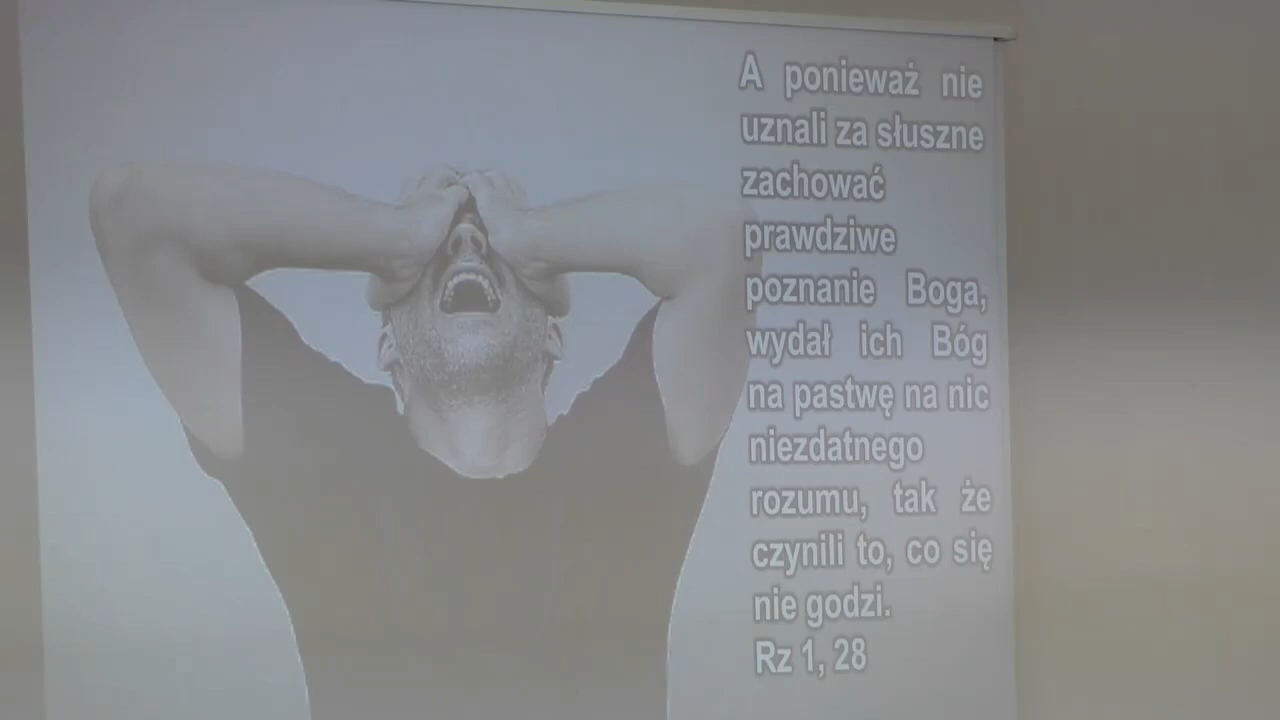 A ponieważ nie
uznali za słuszne
zachować
prawdziwe
poznanie Boga,
wydał ich Bóg
na pastwę na nic
niezdatnego
rozumu, tak że
czynili to, co się
nie godzi.
Rz 1, 28